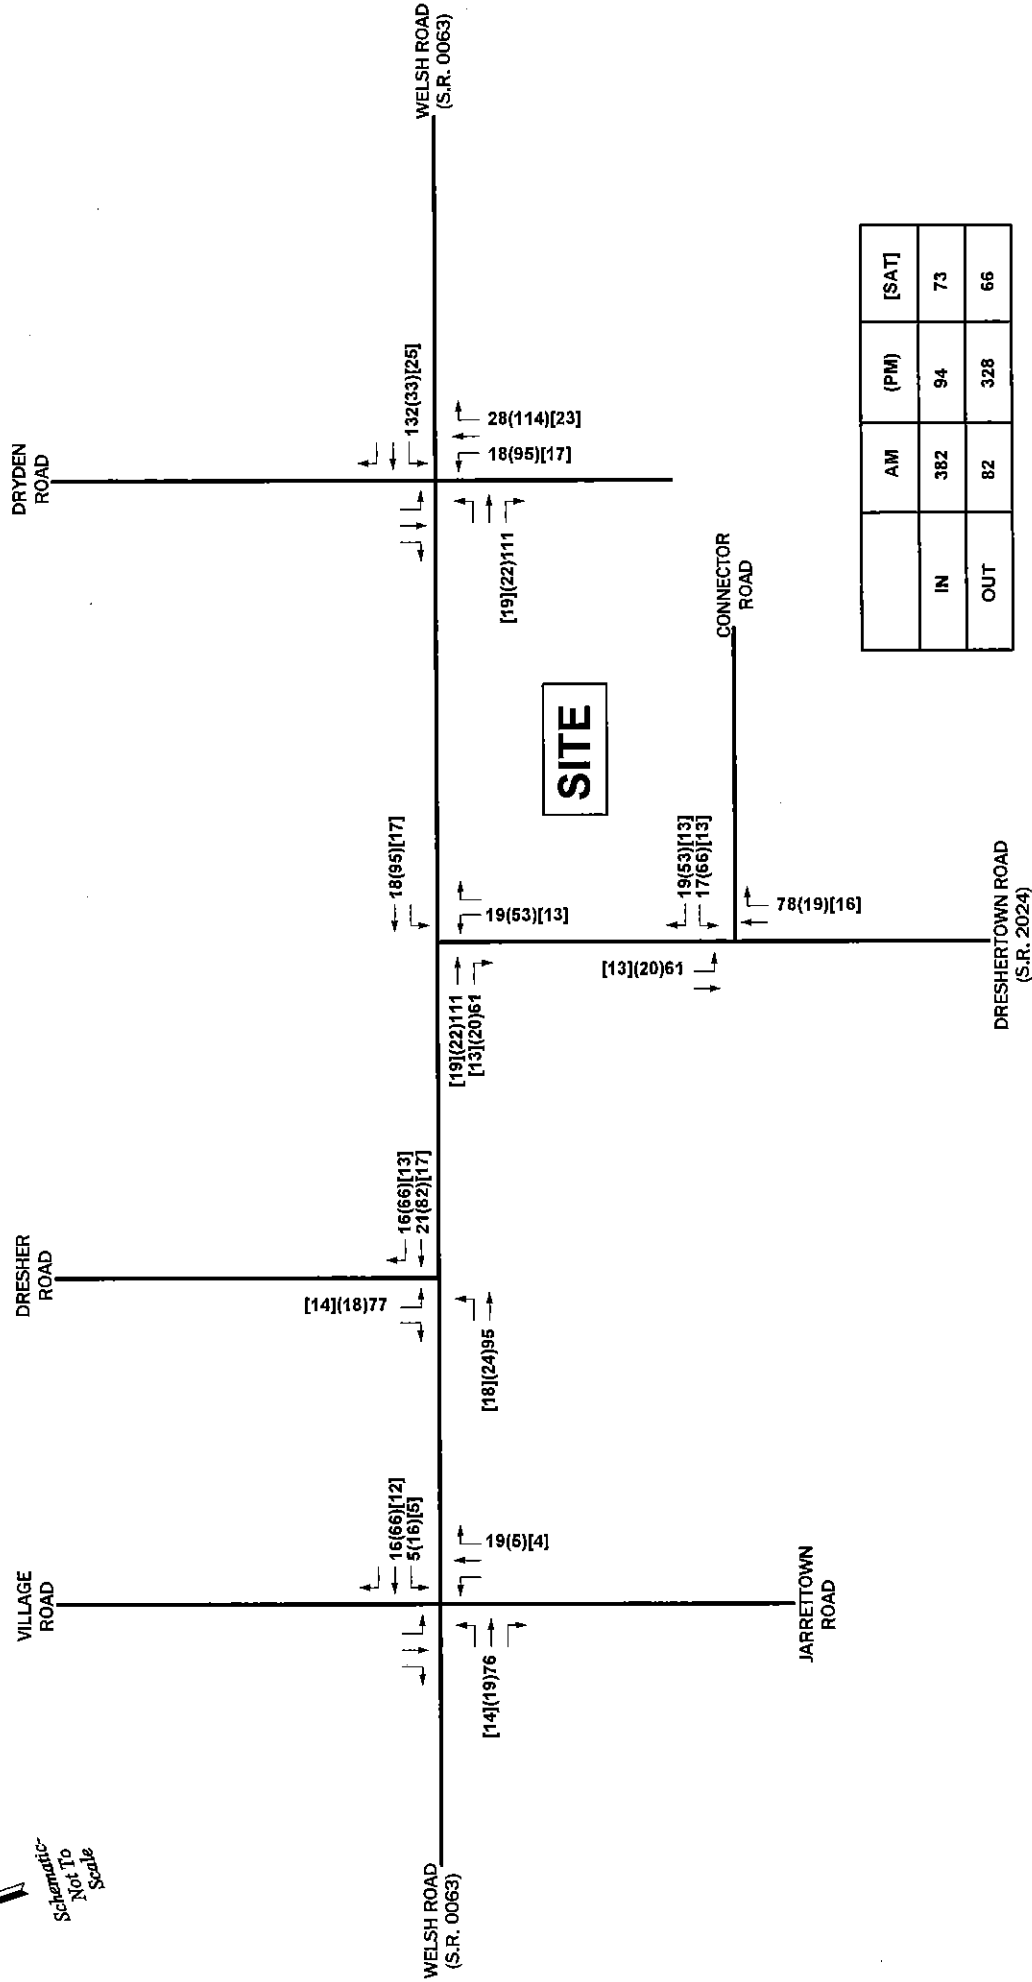 Schematic-
Not To
Scale
VILLAGE
ROAD
DRESHER
ROAD
DRYDEN
ROAD
WELSH ROAD
(S.R. 0063)
16(66)[12]
5(16)[5]
19(5)[4]
[14](19)76
JARRETTOWN
ROAD
16(66)[13]
21(82)[17]
[14](18)77
[18](24)95
18(95)[17]
19(53)[13]
[19](22)111
[13](20)61
132(33)[25]
28(114)[23]
18(95)[17]
[19](22)111
WELSH ROAD
(S.R. 0063)
SITE
19(53)[13]
17(66)[13]
[13](20)61
78(19)[16]
CONNECTOR
ROAD
DRESHERTOWN ROAD
(S.R. 2024)
AM (PM) [SAT]
IN 382 94 73
OUT 82 328 66